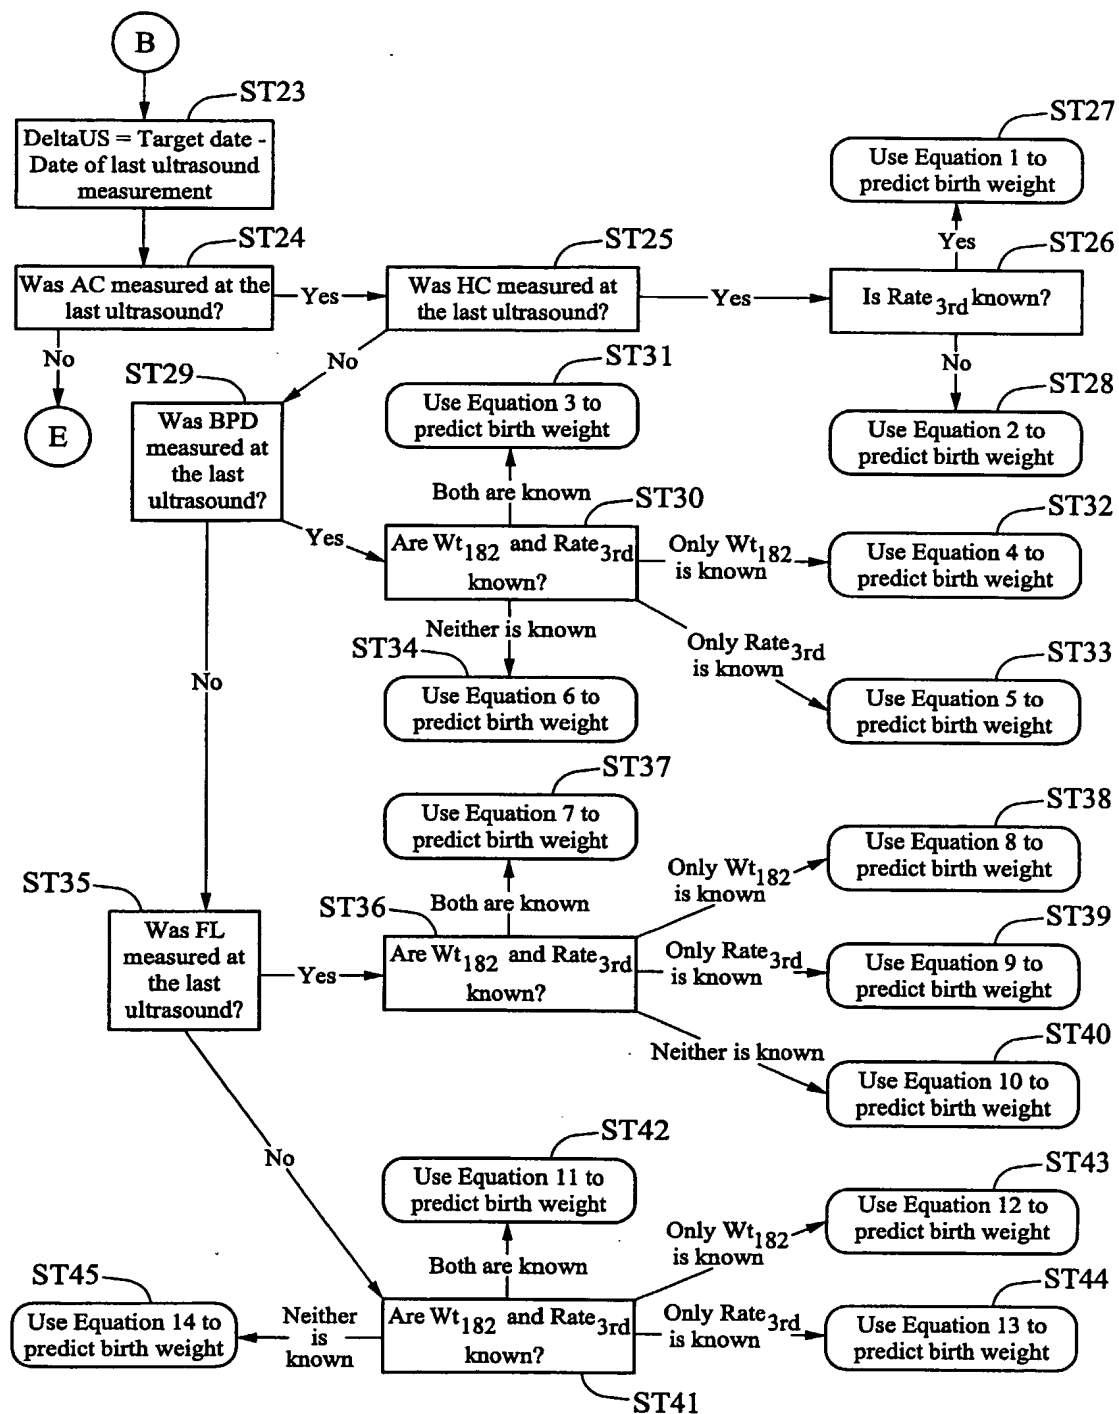 B
ST23
DeltaUS = Target date -
Date of last ultrasound
measurement
ST24
Was AC measured at the
last ultrasound?
Yes
No
E
ST25
Was HC measured at
the last ultrasound?
Yes
No
ST26
Is Rate3rd known?
Yes
ST27
Use Equation 1 to
predict birth weight
No
ST28
Use Equation 2 to
predict birth weight
ST29
Was BPD
measured at
the last
ultrasound?
Yes
No
ST30
Are Wt182 and Rate3rd
known?
Both are known
ST31
Use Equation 3 to
predict birth weight
Only Wt182
is known
ST32
Use Equation 4 to
predict birth weight
Only Rate3rd
is known
ST33
Use Equation 5 to
predict birth weight
Neither is known
ST34
Use Equation 6 to
predict birth weight
ST35
Was FL
measured at
the last
ultrasound?
Yes
No
ST36
Are Wt182 and Rate3rd
known?
Both are known
ST37
Use Equation 7 to
predict birth weight
Only Wt182
is known
ST38
Use Equation 8 to
predict birth weight
Only Rate3rd
is known
ST39
Use Equation 9 to
predict birth weight
Neither is known
ST40
Use Equation 10 to
predict birth weight
ST41
Are Wt182 and Rate3rd
known?
Both are known
ST42
Use Equation 11 to
predict birth weight
Only Wt182
is known
ST43
Use Equation 12 to
predict birth weight
Only Rate3rd
is known
ST44
Use Equation 13 to
predict birth weight
Neither
is
known
ST45
Use Equation 14 to
predict birth weight